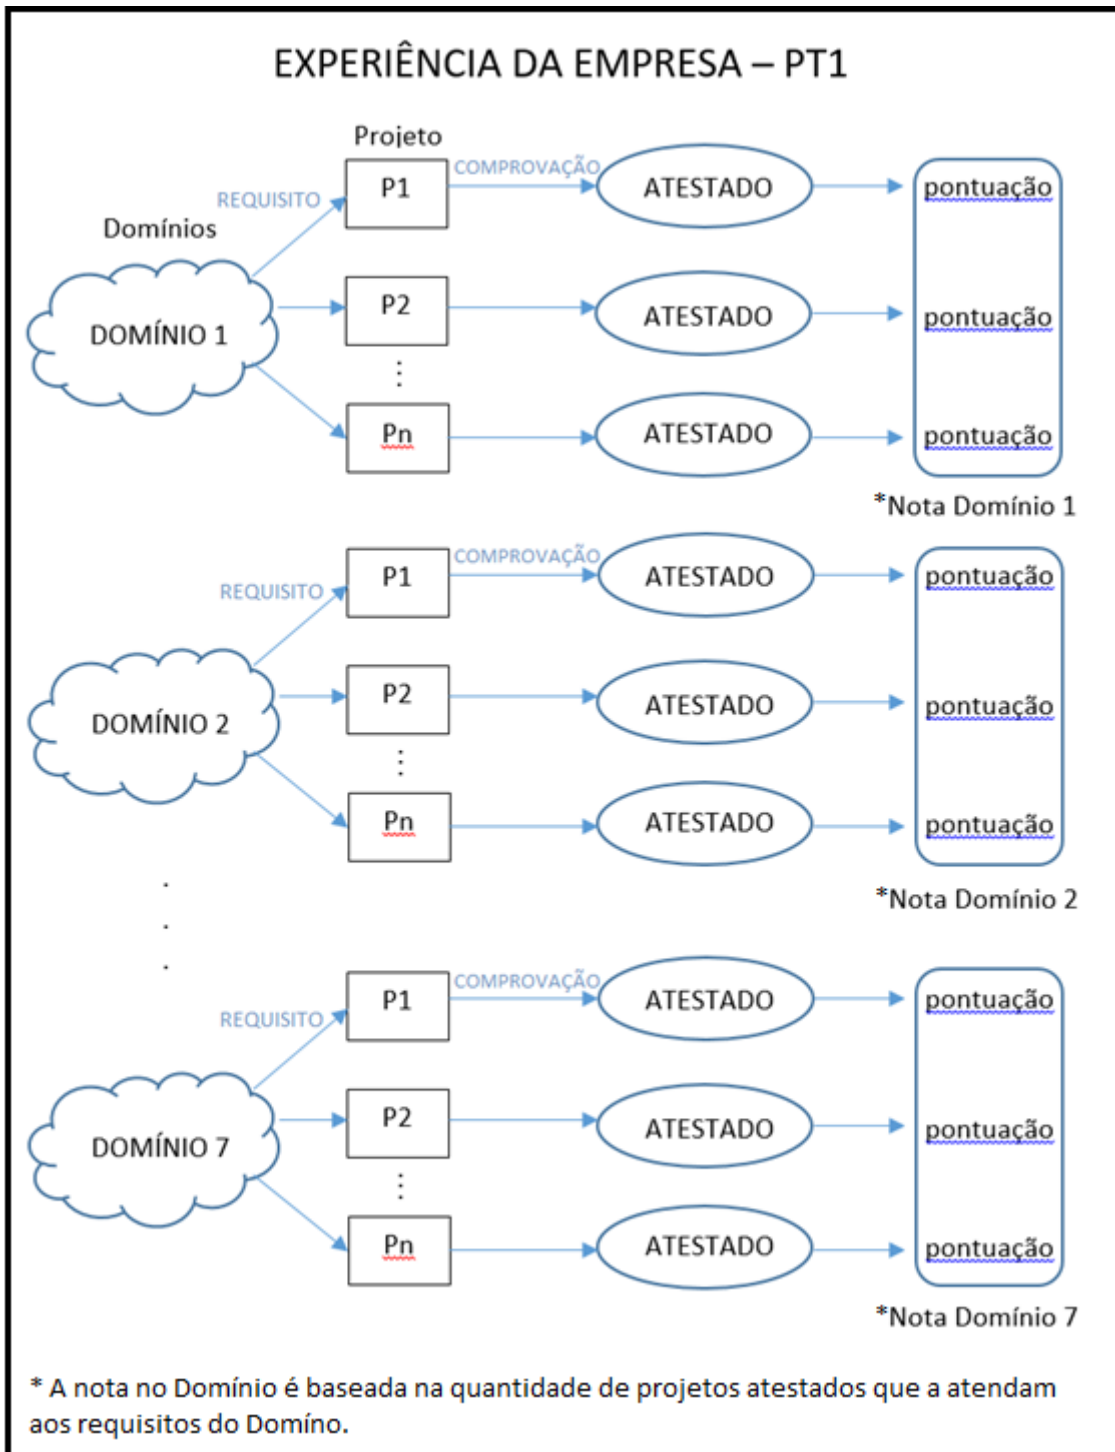 EXPERIÊNCIA DA EMPRESA – PT1
Projeto
REQUISITO
P1
COMPROVAÇÃO
ATESTADO
pontuação
Domínios
DOMÍNIO 1
P2
ATESTADO
pontuação
Pn
ATESTADO
pontuação
*Nota Domínio 1
REQUISITO
P1
COMPROVAÇÃO
ATESTADO
pontuação
DOMÍNIO 2
P2
ATESTADO
pontuação
Pn
ATESTADO
pontuação
*Nota Domínio 2
REQUISITO
P1
COMPROVAÇÃO
ATESTADO
pontuação
DOMÍNIO 7
P2
ATESTADO
pontuação
Pn
ATESTADO
pontuação
*Nota Domínio 7
* A nota no Domínio é baseada na quantidade de projetos atestados que a atendam
aos requisitos do Domíno.